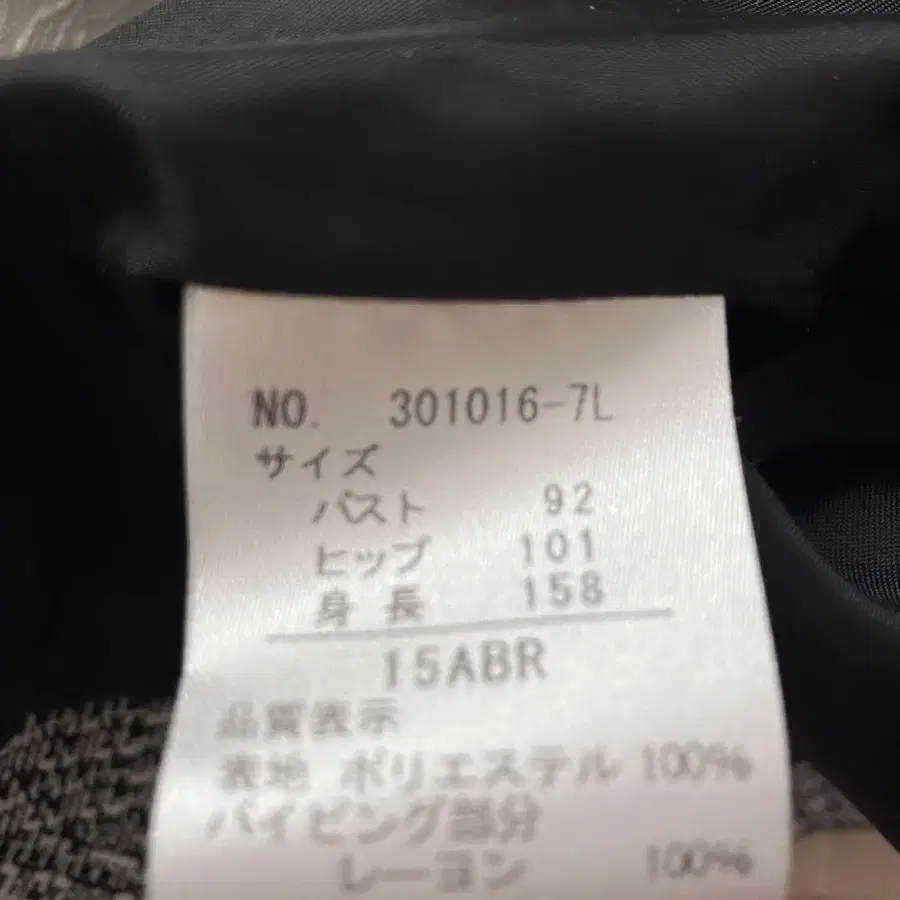 NO. 301016-7L
サイズ
バスト 92
ヒップ 101
身長 158
15ABR
品質表示
表地 ポリエステル 100%
パイピング部分
レーヨン 100%